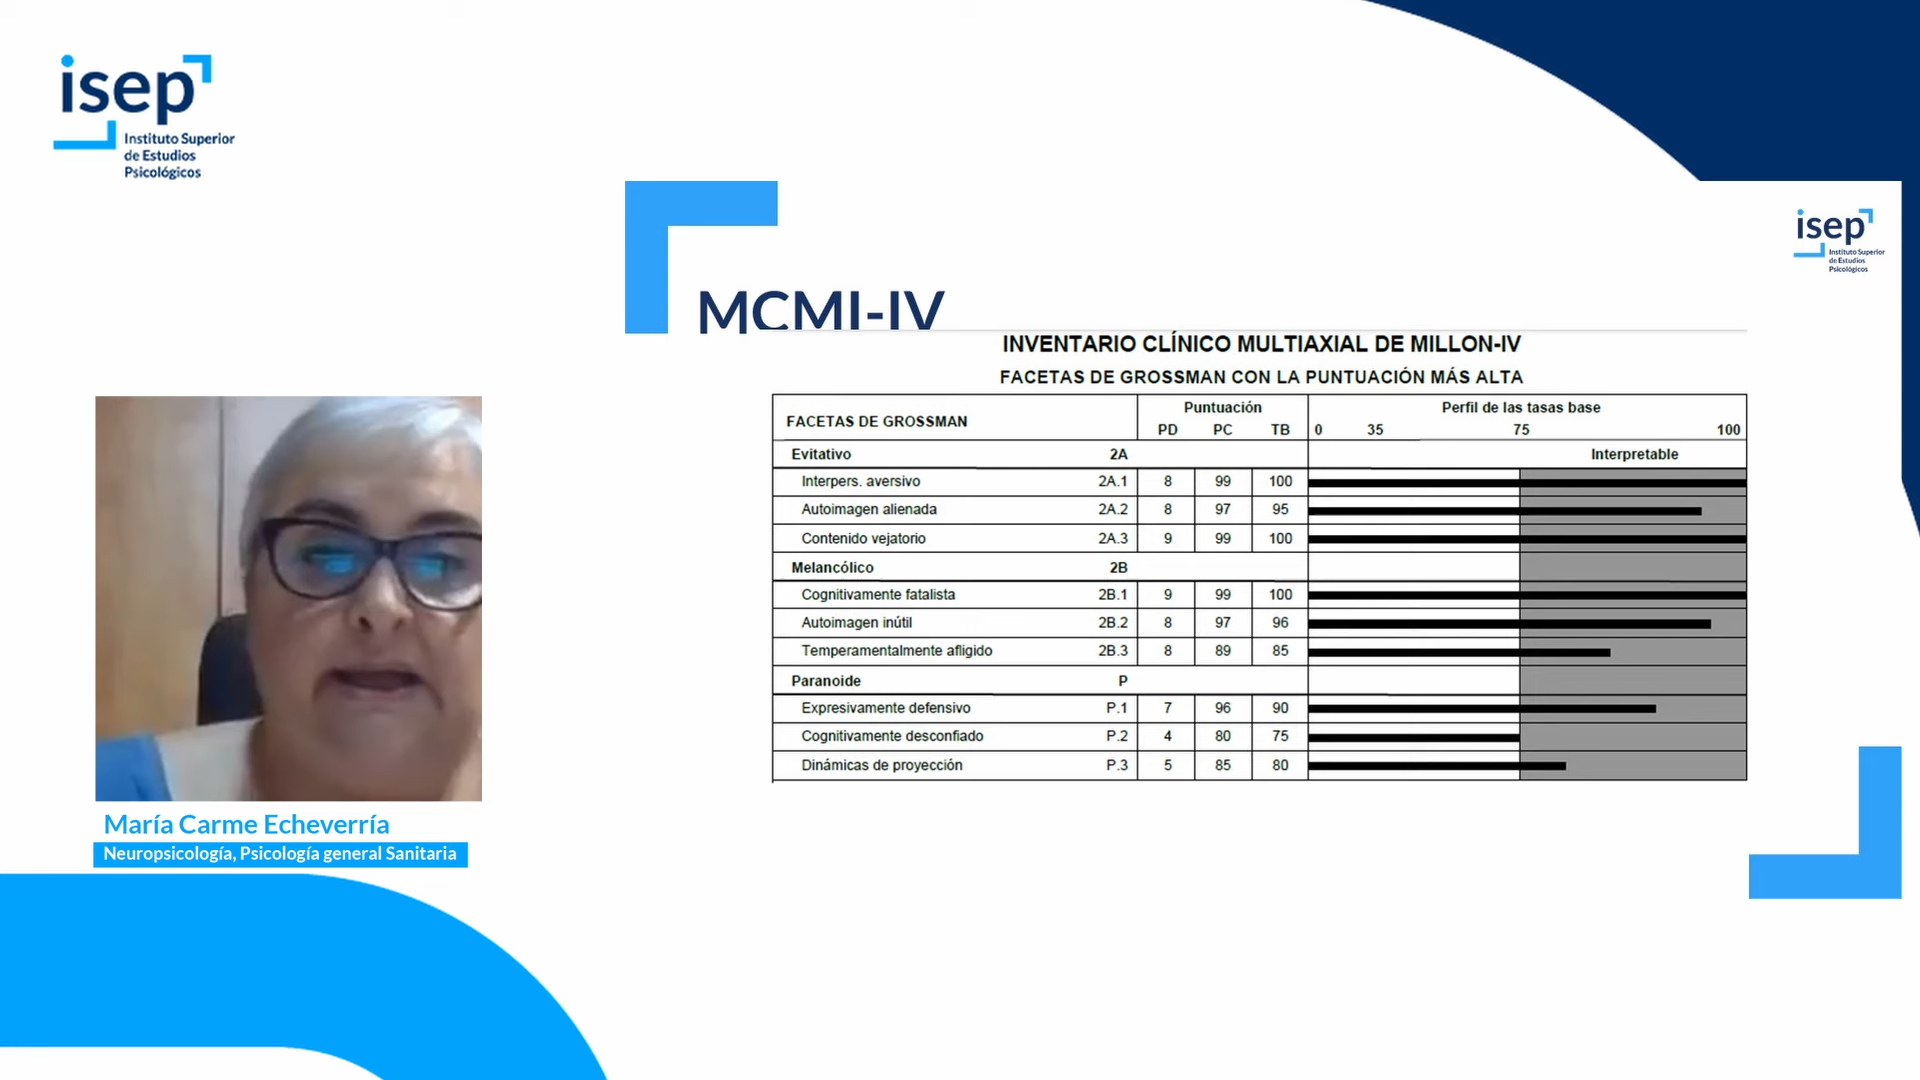 isep
Instituto Superior
de Estudios
Psicológicos
isep
Instituto Superior
de Estudios
Psicológicos
MCMI-IV
INVENTARIO CLÍNICO MULTIAXIAL DE MILLON-IV
FACETAS DE GROSSMAN CON LA PUNTUACIÓN MÁS ALTA
FACETAS DE GROSSMAN Puntuación Perfil de las tasas base
PD PC TB 0 35 75 100
Evitativo 2A Interpretable
Interpers. aversivo 2A.1 8 99 100
Autoimagen alienada 2A.2 8 97 95
Contenido vejatorio 2A.3 9 99 100
Melancólico 2B
Cognitivamente fatalista 2B.1 9 99 100
Autoimagen inútil 2B.2 8 97 96
Temperamentalmente afligido 2B.3 8 89 85
Paranoide P
Expresivamente defensivo P.1 7 96 90
Cognitivamente desconfiado P.2 4 80 75
Dinámicas de proyección P.3 5 85 80
María Carme Echeverría
Neuropsicología, Psicología general Sanitaria